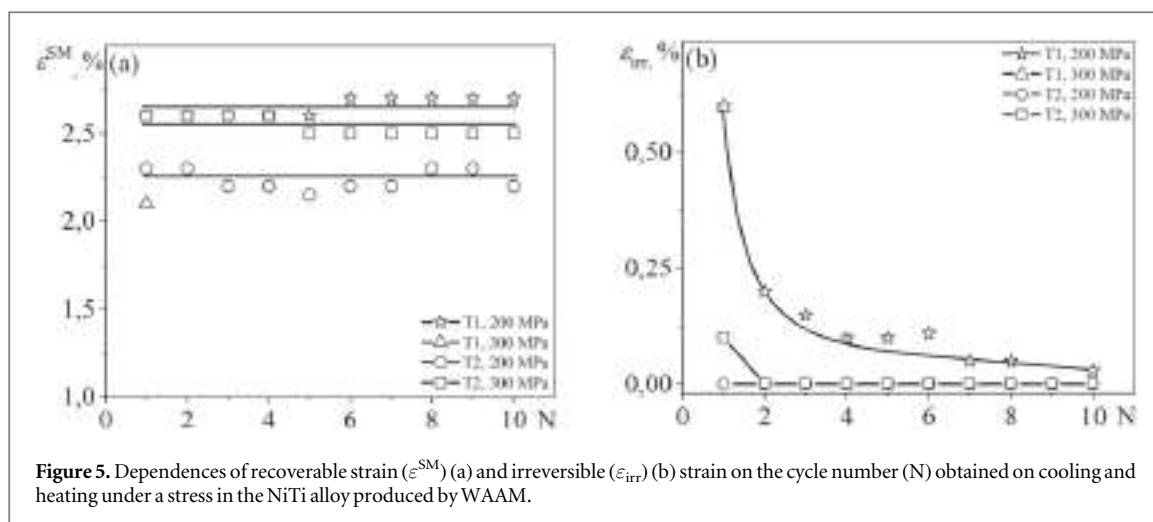 ε^SM, % (a)
2,5
2,0
1,5
1,0
0 2 4 6 8 10 N
T1, 200 MPa
T1, 300 MPa
T2, 200 MPa
T2, 300 MPa
ε_irr, % (b)
0,50
0,25
0,00
0 2 4 6 8 10 N
T1, 200 MPa
T1, 300 MPa
T2, 200 MPa
T2, 300 MPa
Figure 5. Dependences of recoverable strain (ε^SM) (a) and irreversible (ε_irr) (b) strain on the cycle number (N) obtained on cooling and
heating under a stress in the NiTi alloy produced by WAAM.